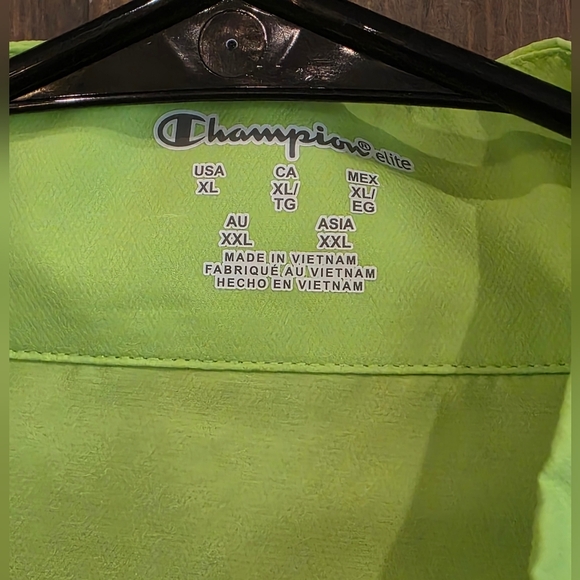 Champion® elite
USA CA MEX
XL XL/ XL/
TG EG
AU ASIA
XXL XXL
MADE IN VIETNAM
FABRIQUÉ AU VIETNAM
HECHO EN VIETNAM